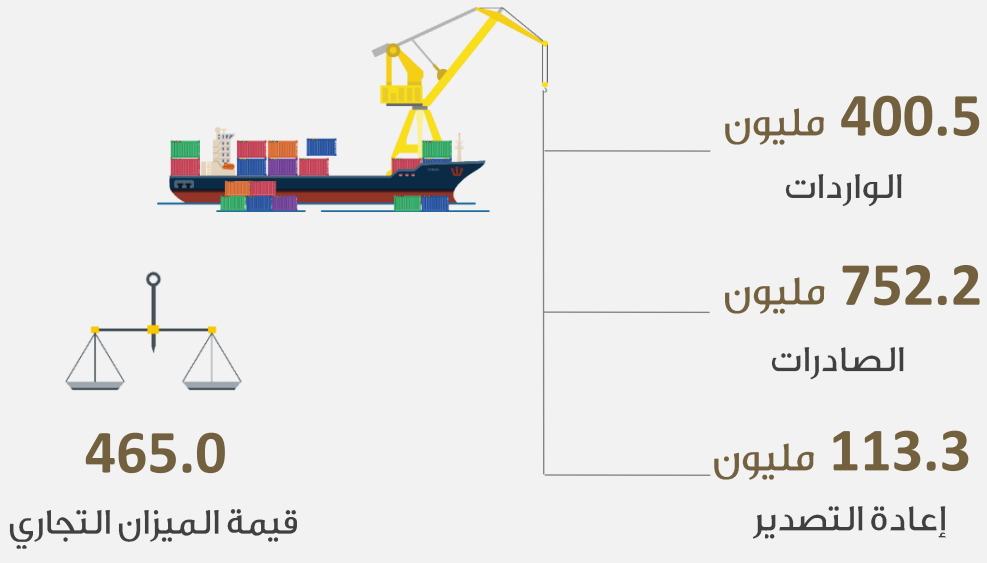 400.5 مليون
الواردات
752.2 مليون
الصادرات
113.3 مليون
إعادة التصدير
465.0
قيمة الميزان التجاري